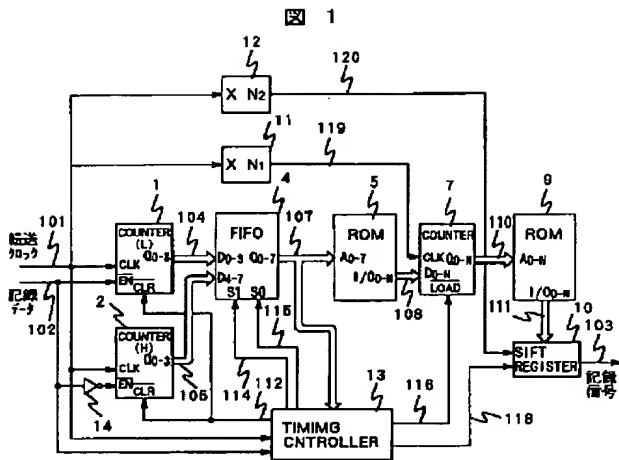 図 1
12
120
X N2
11
119
X N1
1
4
5
7
9
101
転送
クロック
COUNTER
(L)
Q0-3
CLK
EN
CLR
104
FIFO
D0-3 Q0-7
D4-7
SI SO
107
ROM
A0-7
I/O0-N
108
COUNTER
CLK Q0-N
D0-N
LOAD
110
ROM
A0-N
I/O0-N
記録
データ
102
2
COUNTER
(H)
Q0-3
CLK
EN
CLR
105
115
114
112
14
13
TIMIMG
CNTROLLER
116
118
111
10
103
SIFT
REGISTER
記録
信号